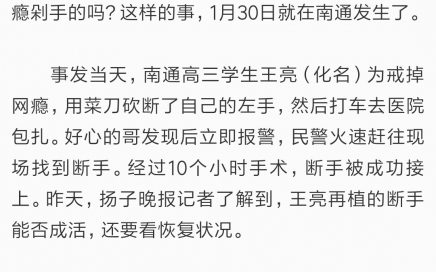 瘾剁手的吗？这样的事，1月30日就在南通发生了。
事发当天，南通高三学生王亮（化名）为戒掉
网瘾，用菜刀砍断了自己的左手，然后打车去医院
包扎。好心的哥发现后立即报警，民警火速赶往现
场找到断手。经过10个小时手术，断手被成功接
上。昨天，扬子晚报记者了解到，王亮再植的断手
能否成活，还要看恢复状况。